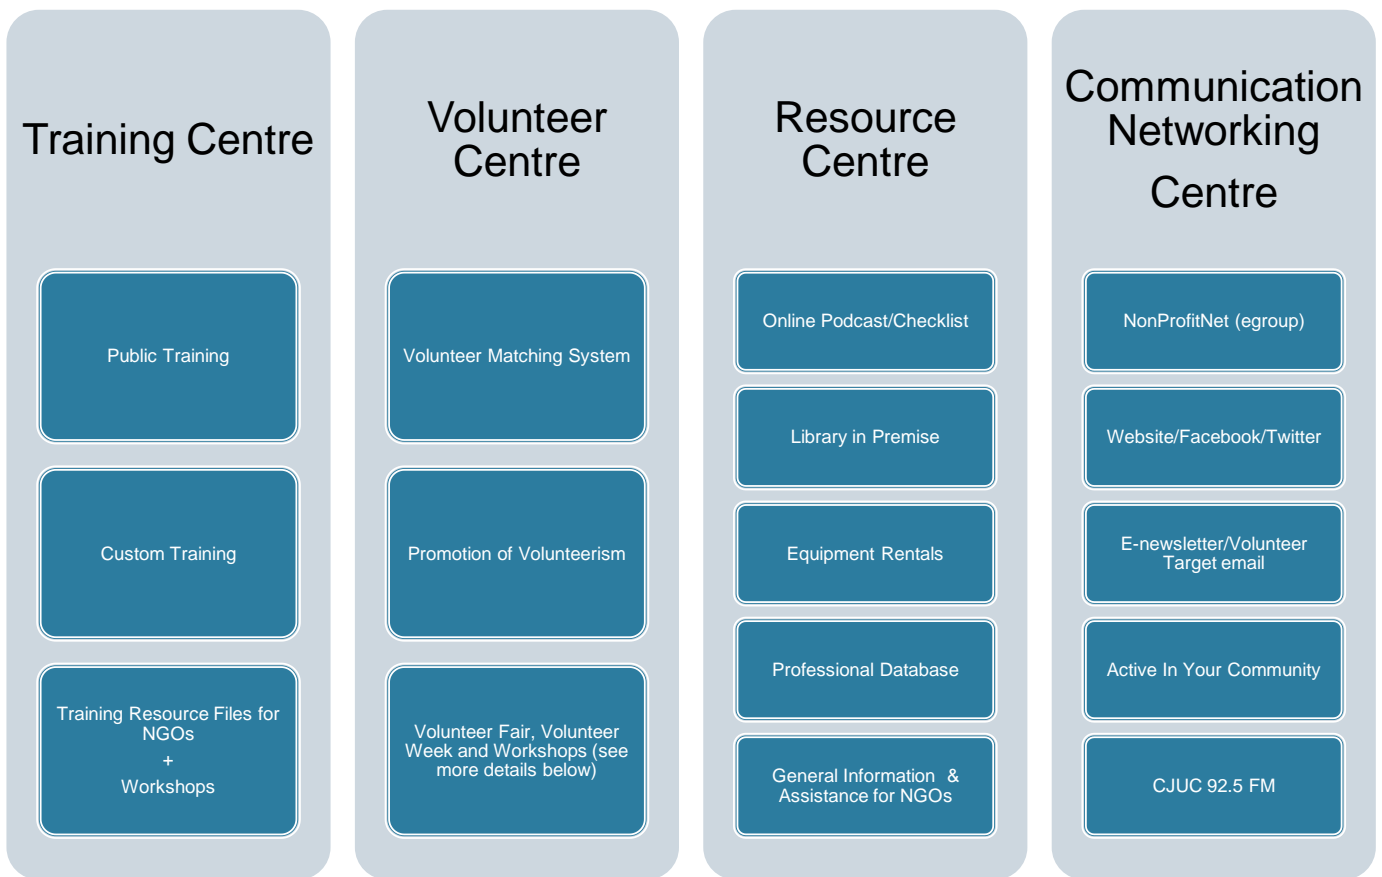 Training Centre
Public Training
Custom Training
Training Resource Files for
NGOs
+
Workshops
Volunteer
Centre
Volunteer Matching System
Promotion of Volunteerism
Volunteer Fair, Volunteer
Week and Workshops (see
more details below)
Resource
Centre
Online Podcast/Checklist
Library in Premise
Equipment Rentals
Professional Database
General Information &
Assistance for NGOs
Communication
Networking
Centre
NonProfitNet (egroup)
Website/Facebook/Twitter
E-newsletter/Volunteer
Target email
Active In Your Community
CJUC 92.5 FM